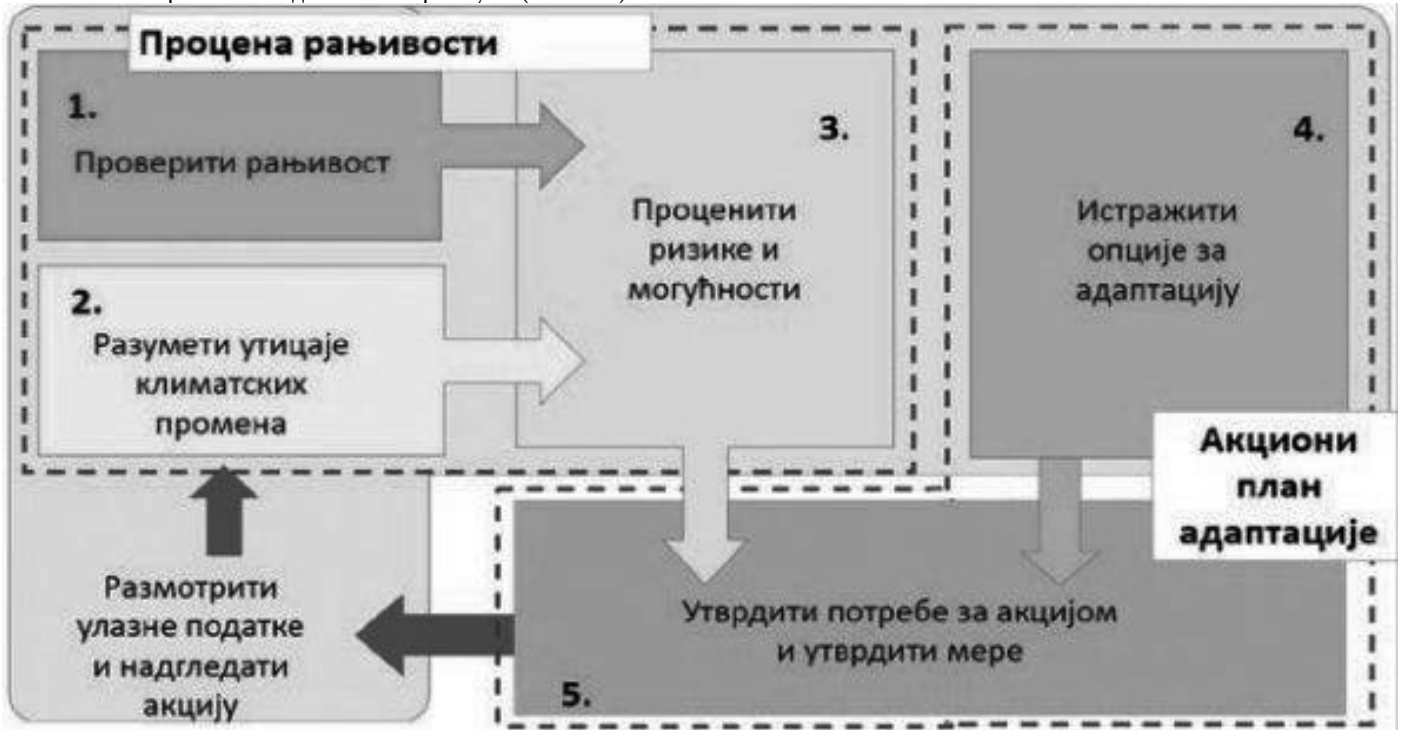 Процена рањивости
1.
Проверити рањивост
2.
Разумети утицаје
климатских
промена
3.
Проценити
ризике и
могућности
4.
Истражити
опције за
адаптацију
Акциони
план
адаптације
Утврдити потребе за акцијом
и утврдити мере
5.
Размотрити
улазне податке
и надгледати
акцију